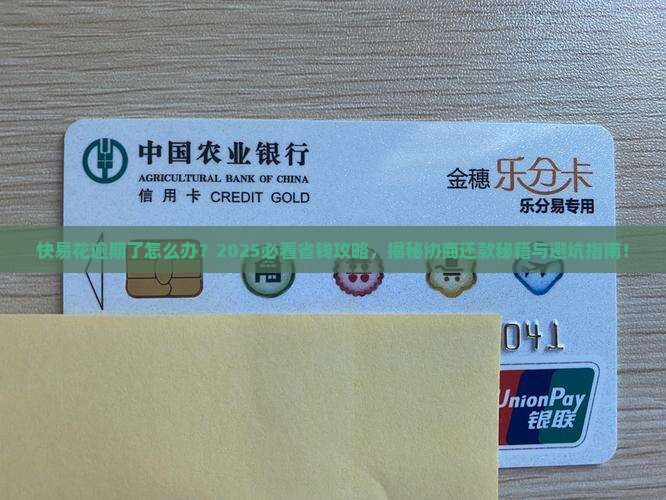 中国农业银行
AGRICULTURAL BANK OF CHINA
信用卡 CREDIT GOLD
金穗 乐分卡
乐分易专用
快易花逾期了怎么办？2025必看省钱攻略，揭秘协商还款秘籍与避坑指南！
商
041
UnionPay
银联